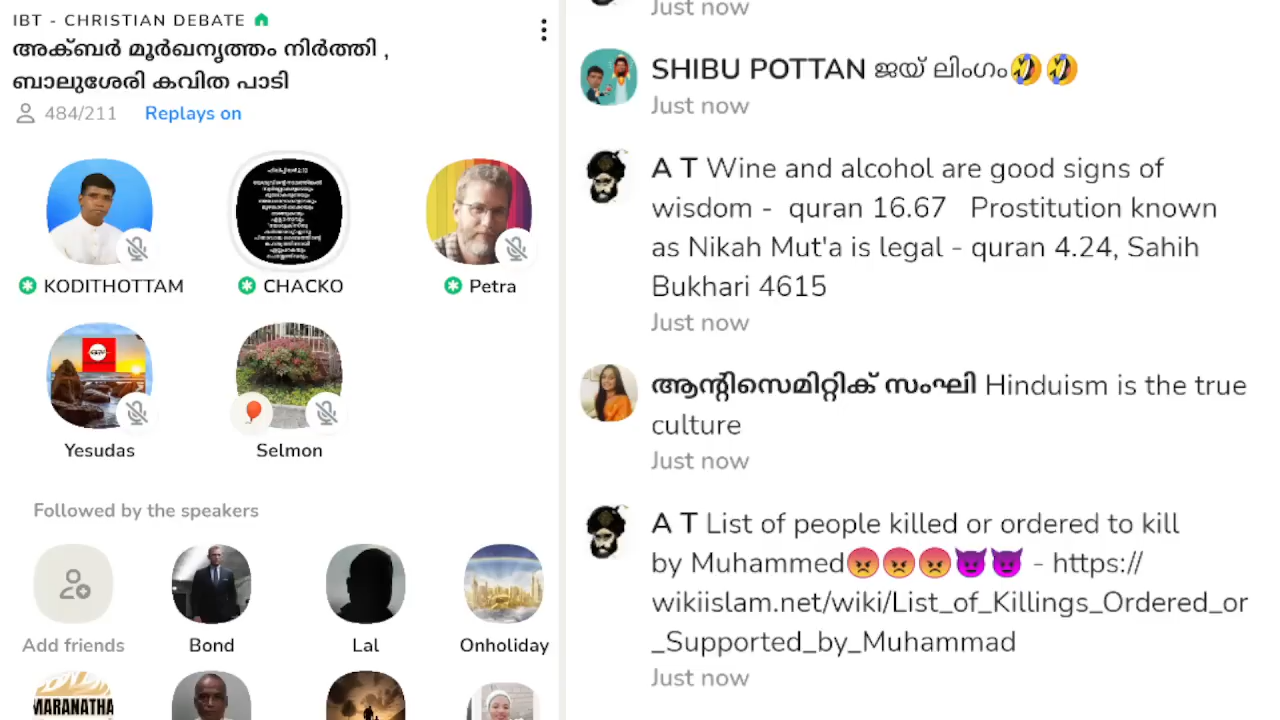 IBT - CHRISTIAN DEBATE
അക്ബർ മൂർഖനൃത്തം നിർത്തി ,
ബാലുശേരി കവിത പാടി
484/211 Replays on
KODITHOTTAM CHACKO Petra
Yesudas Selmon
Followed by the speakers
Add friends Bond Lal Onholiday
MARANATHA
Just now
SHIBU POTTAN ജയ് ലിംഗം🤣🤣
Just now
A T Wine and alcohol are good signs of
wisdom - quran 16.67 Prostitution known
as Nikah Mut'a is legal - quran 4.24, Sahih
Bukhari 4615
Just now
ആന്റിസെമിറ്റിക് സംഘി Hinduism is the true
culture
Just now
A T List of people killed or ordered to kill
by Muhammed😡😡😡😈😈 - https://
wikiislam.net/wiki/List_of_Killings_Ordered_or
_Supported_by_Muhammad
Just now